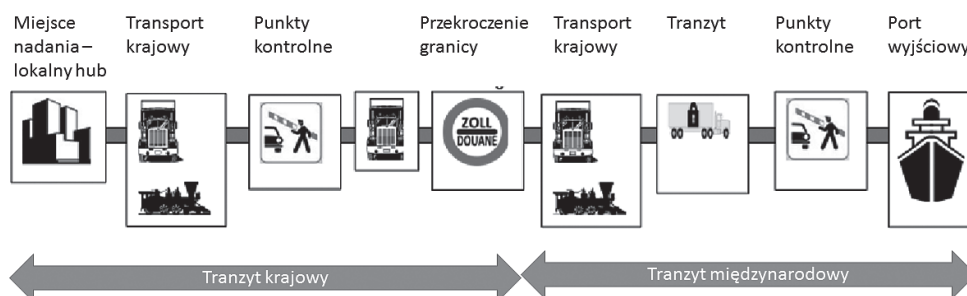 Miejsce
nadania –
lokalny hub
Transport
krajowy
Punkty
kontrolne
Przekroczenie
granicy
Transport
krajowy
Tranzyt
Punkty
kontrolne
Port
wyjściowy
ZOLL
DOUANE
Tranzyt krajowy
Tranzyt międzynarodowy